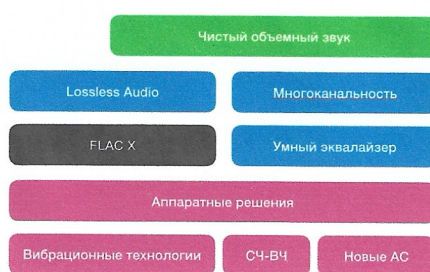 Чистый объемный звук
Lossless Audio
Многоканальность
FLAC X
Умный эквалайзер
Аппаратные решения
Вибрационные технологии
СЧ-ВЧ
Новые АС